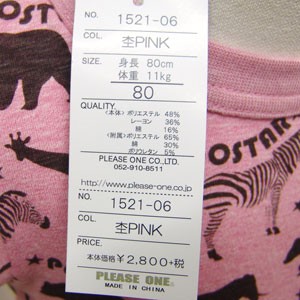 OSTAR
NO. 1521-06
COL. 杢PINK
SIZE. 身長 80cm
体重 11kg
80
QUALITY.
〈本体〉ポリエステル 48%
レーヨン 36%
綿 16%
〈附属〉ポリエステル 65%
綿 30%
ポリウレタン 5%
PLEASE ONE CO.,LTD.
052-910-8511
http://www.please-one.co.jp
NO. 1521-06
COL. 杢PINK
PRICE.
本体価格 ¥2,800+税
PLEASE ONE.
MADE IN CHINA
OSTAR